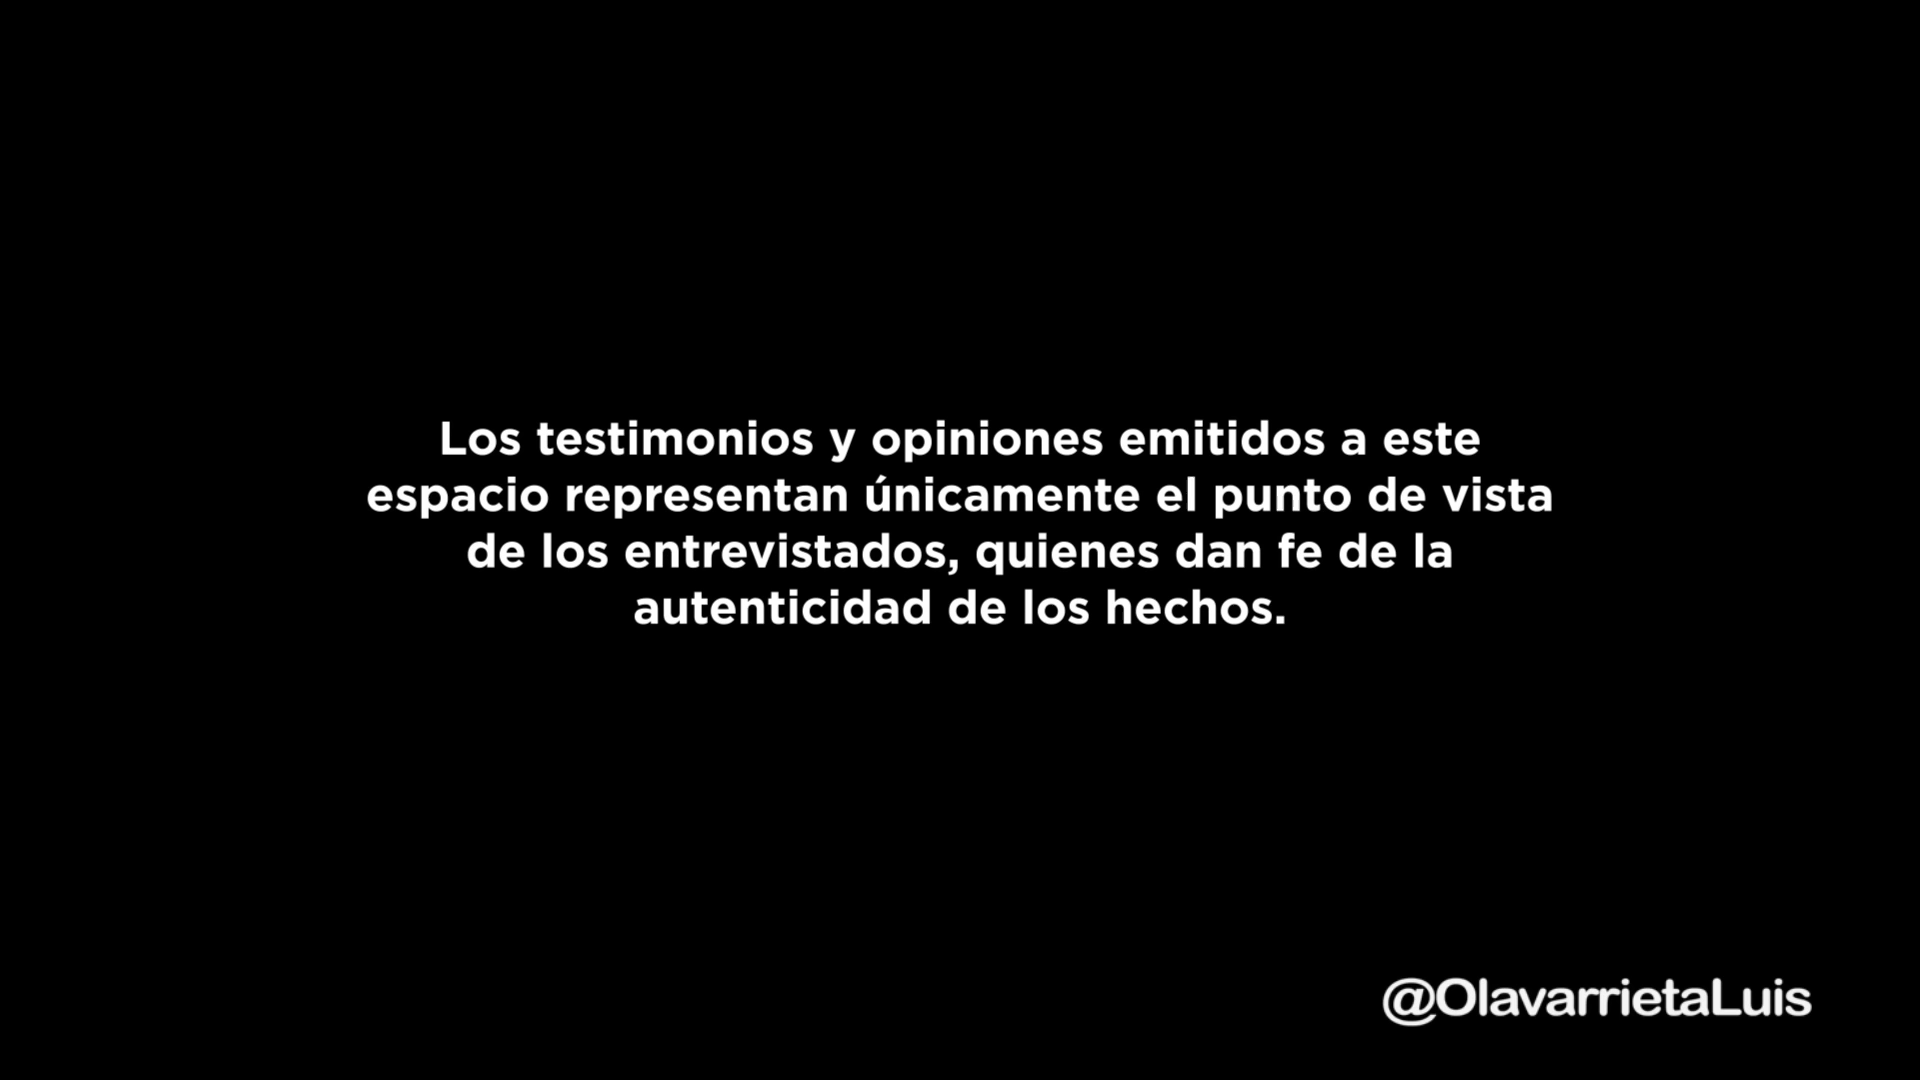 Los testimonios y opiniones emitidos a este
espacio representan únicamente el punto de vista
de los entrevistados, quienes dan fe de la
autenticidad de los hechos.
@OlavarrietaLuis